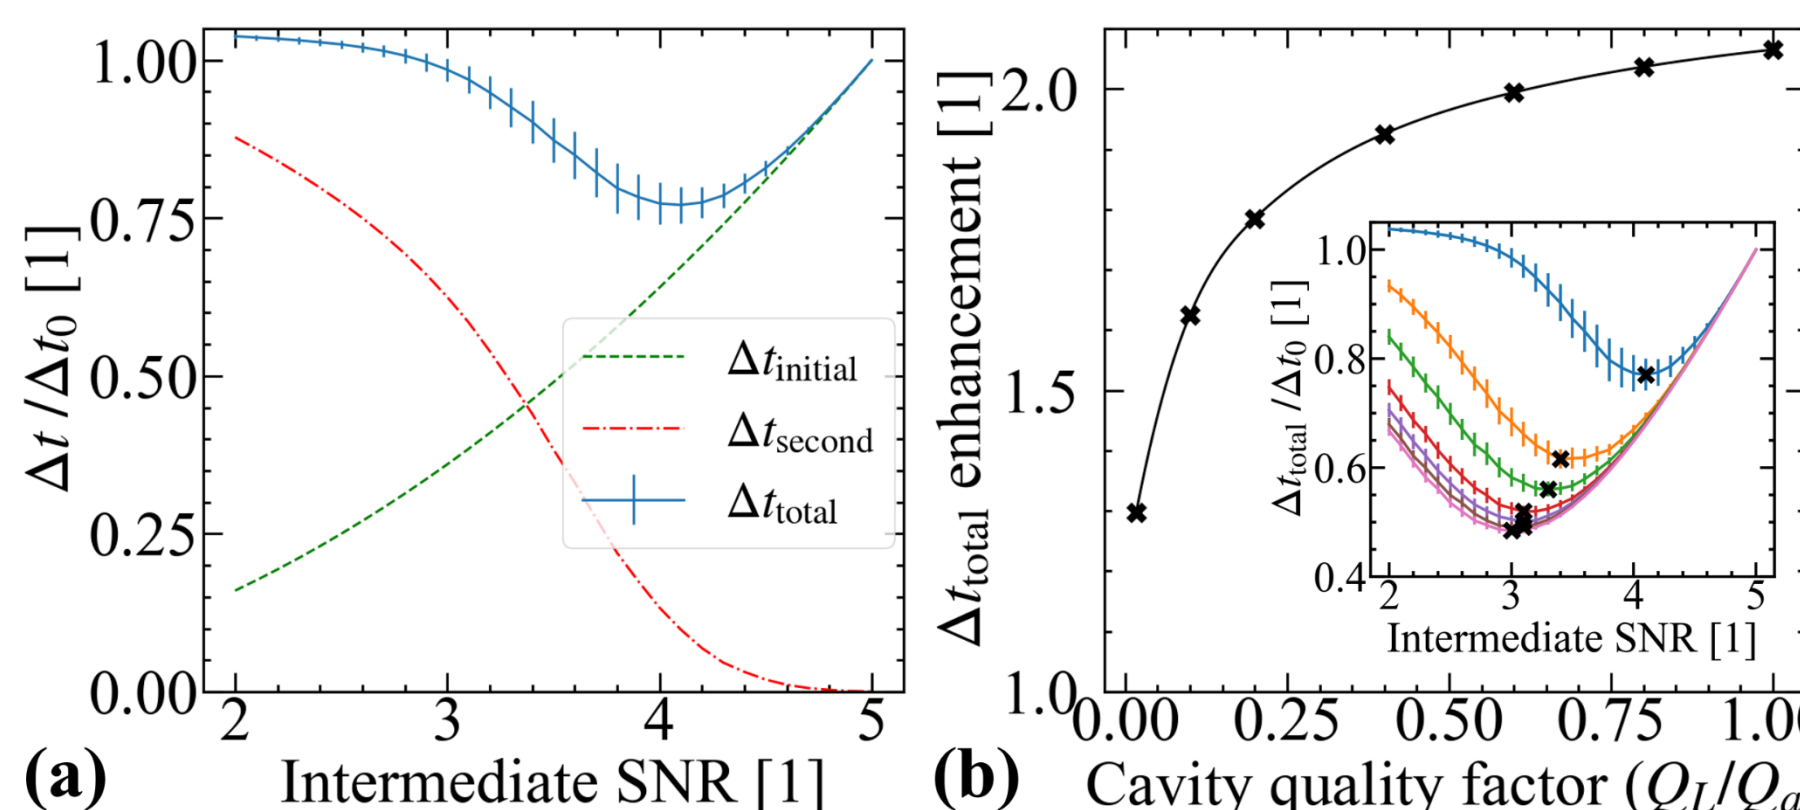 1.00
0.75
0.50
0.25
0.00
Δt/Δt0 [1]
Δtinitial
Δtsecond
Δttotal
2 3 4 5
Intermediate SNR [1]
(a)
2.0
1.5
1.0
Δttotal enhancement [1]
0.00 0.25 0.50 0.75
Cavity quality factor (QL/Q
(b)
1.0
0.8
0.6
0.4
Δttotal/Δt0 [1]
2 3 4 5
Intermediate SNR [1]